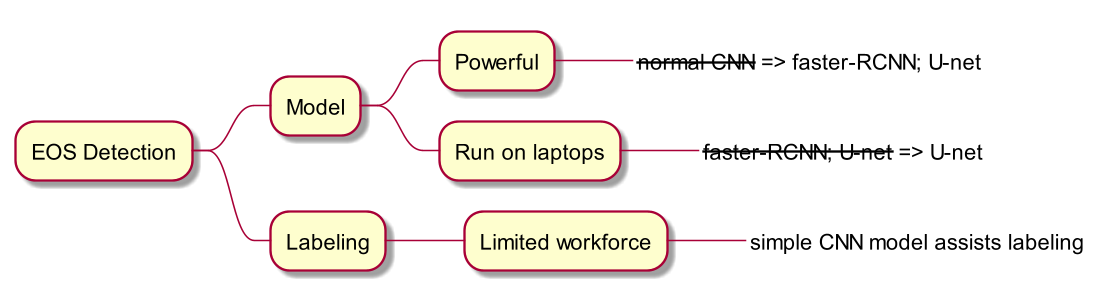 Powerful
normal CNN => faster-RCNN; U-net
Model
EOS Detection
Run on laptops
faster-RCNN; U-net => U-net
Labeling
Limited workforce
simple CNN model assists labeling